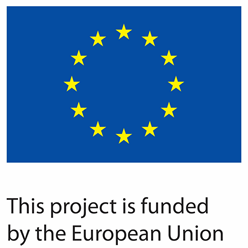 This project is funded
by the European Union